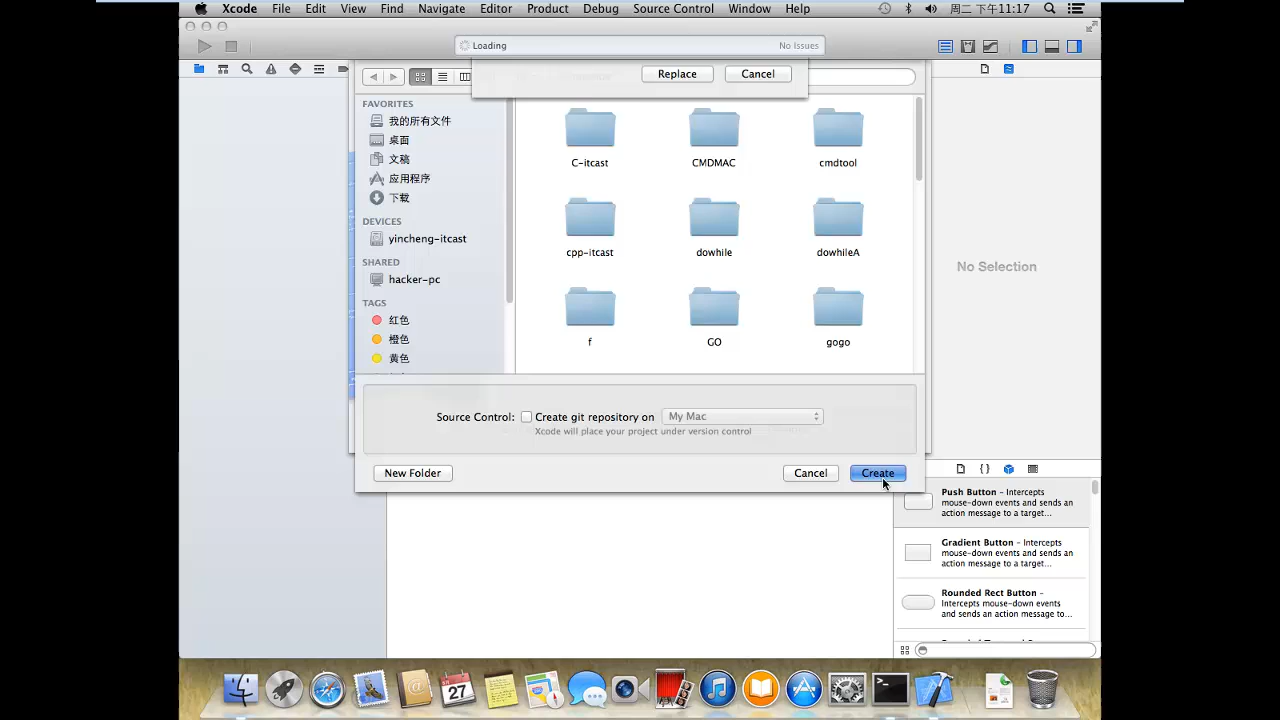 Xcode File Edit View Find Navigate Editor Product Debug Source Control Window Help 周二 下午11:17
Loading No Issues
Replace Cancel
FAVORITES
我的所有文件
桌面
文稿
应用程序
下载
DEVICES
yincheng-itcast
SHARED
hacker-pc
TAGS
红色
橙色
黄色
C-itcast CMDMAC cmdtool
cpp-itcast dowhile dowhileA
f GO gogo
No Selection
Source Control: Create git repository on My Mac
Xcode will place your project under version control
New Folder Cancel Create
Push Button - Intercepts
mouse-down events and sends an
action message to a target...
Gradient Button - Intercepts
mouse-down events and sends an
action message to a target...
Rounded Rect Button -
Intercepts mouse-down events
and sends an action message to...
27